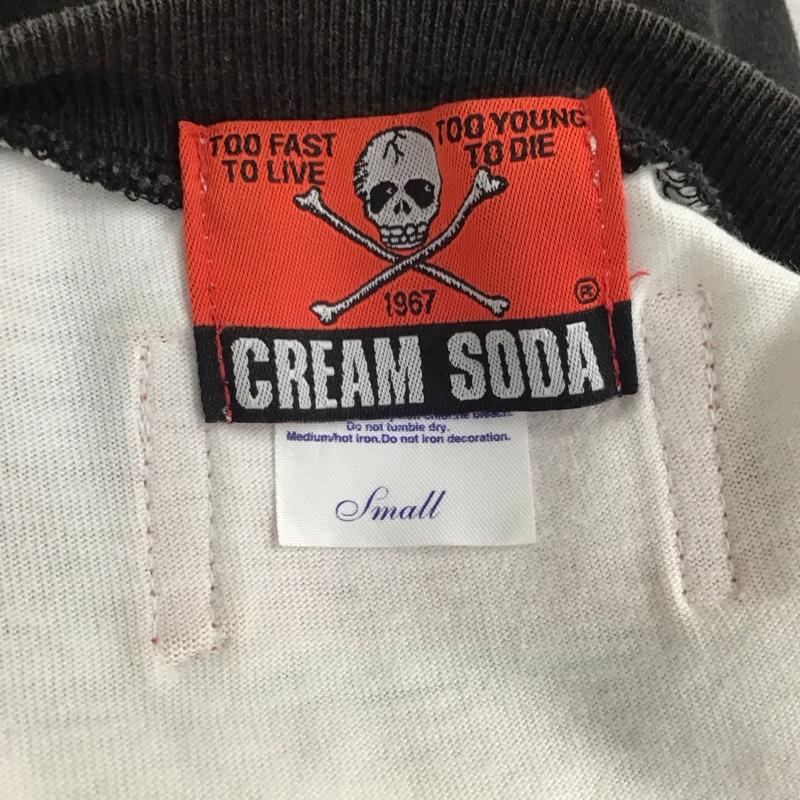 TOO FAST
TO LIVE
TOO YOUNG
TO DIE
1967
®
CREAM SODA
Do not tumble dry.
Medium/hot iron.Do not iron decoration.
Small